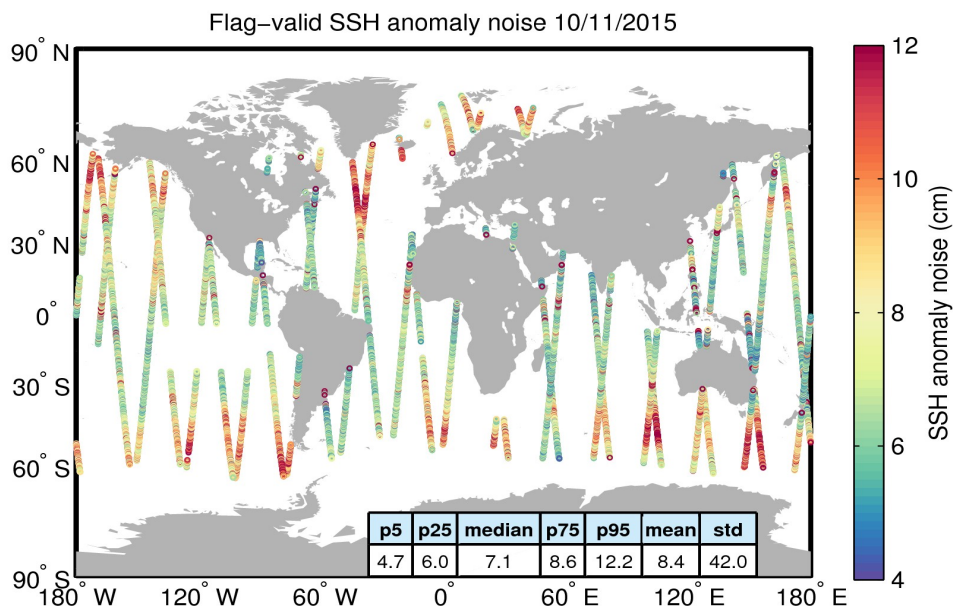 Flag−valid SSH anomaly noise 10/11/2015
90° N
60° N
30° N
0°
30° S
60° S
90° S
180° W
120° W
60° W
0°
60° E
120° E
180° E
p5 p25 median p75 p95 mean std
4.7 6.0 7.1 8.6 12.2 8.4 42.0
12
10
8
6
4
SSH anomaly noise (cm)